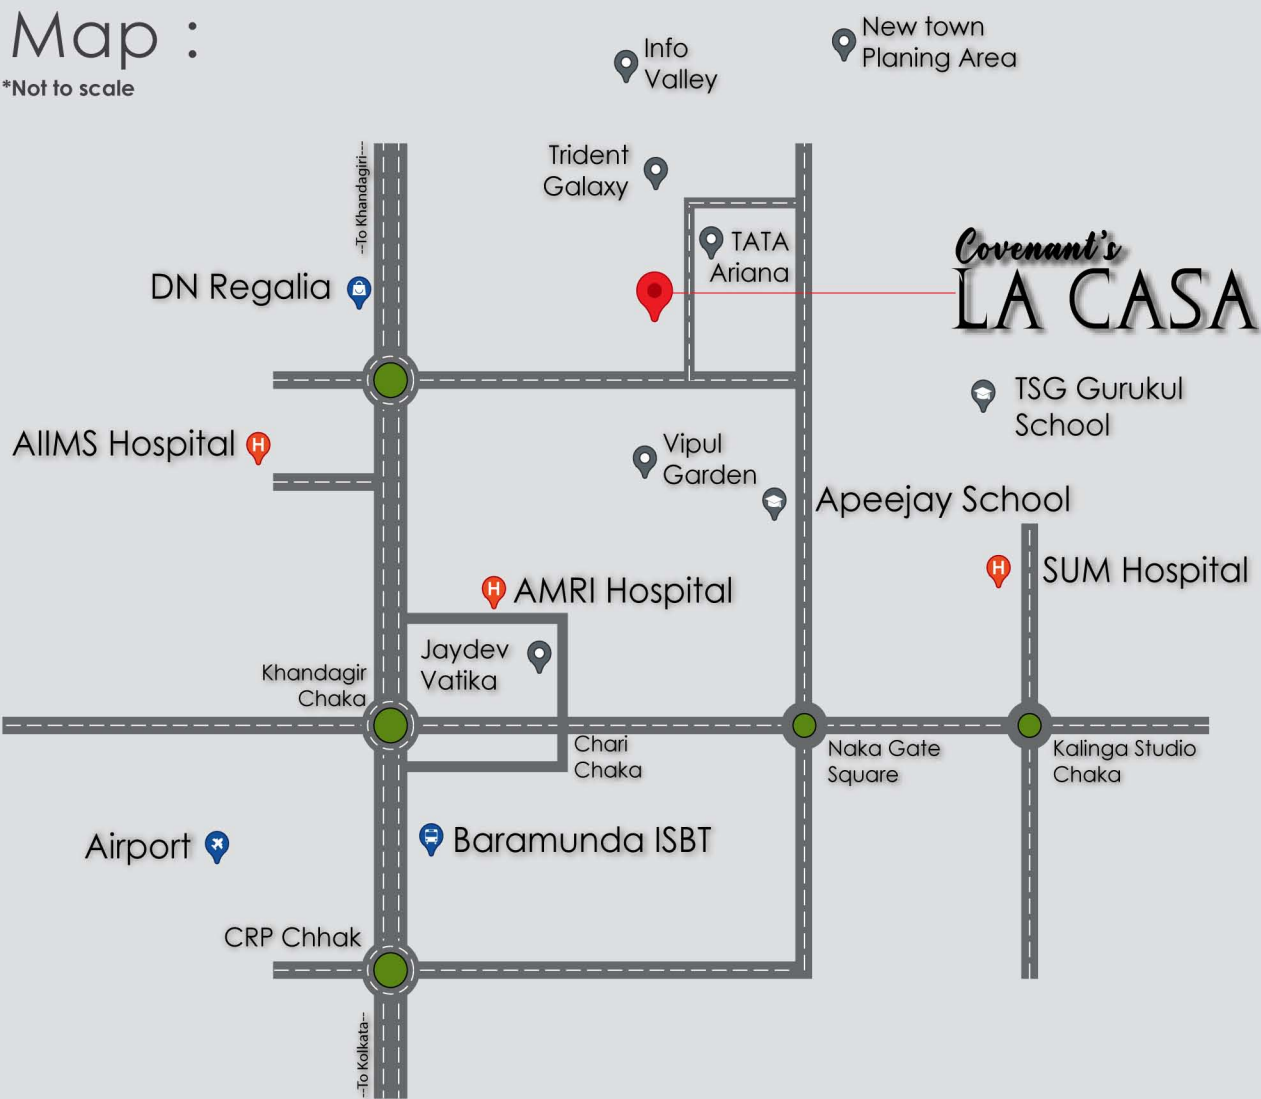 Map :
*Not to scale
Info
Valley
New town
Planing Area
--To Khandagiri---
Trident
Galaxy
TATA
Ariana
Covenant's
LA CASA
DN Regalia
TSG Gurukul
School
AIIMS Hospital
H
Vipul
Garden
Apeejay School
H
AMRI Hospital
H
SUM Hospital
Jaydev
Vatika
Khandagir
Chaka
Chari
Chaka
Naka Gate
Square
Kalinga Studio
Chaka
Airport
Baramunda ISBT
CRP Chhak
---To Kolkata--